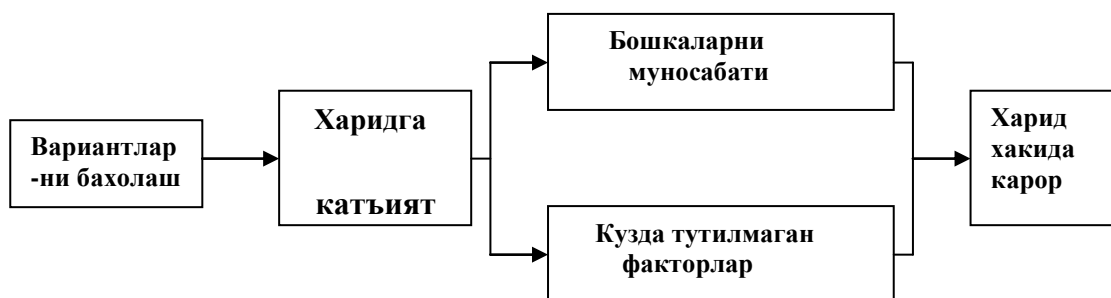 Вариантлар
-ни бахолаш
Харидга
катъият
Бошкаларни
муносабати
Кузда тутилмаган
факторлар
Харид
хакида
карор